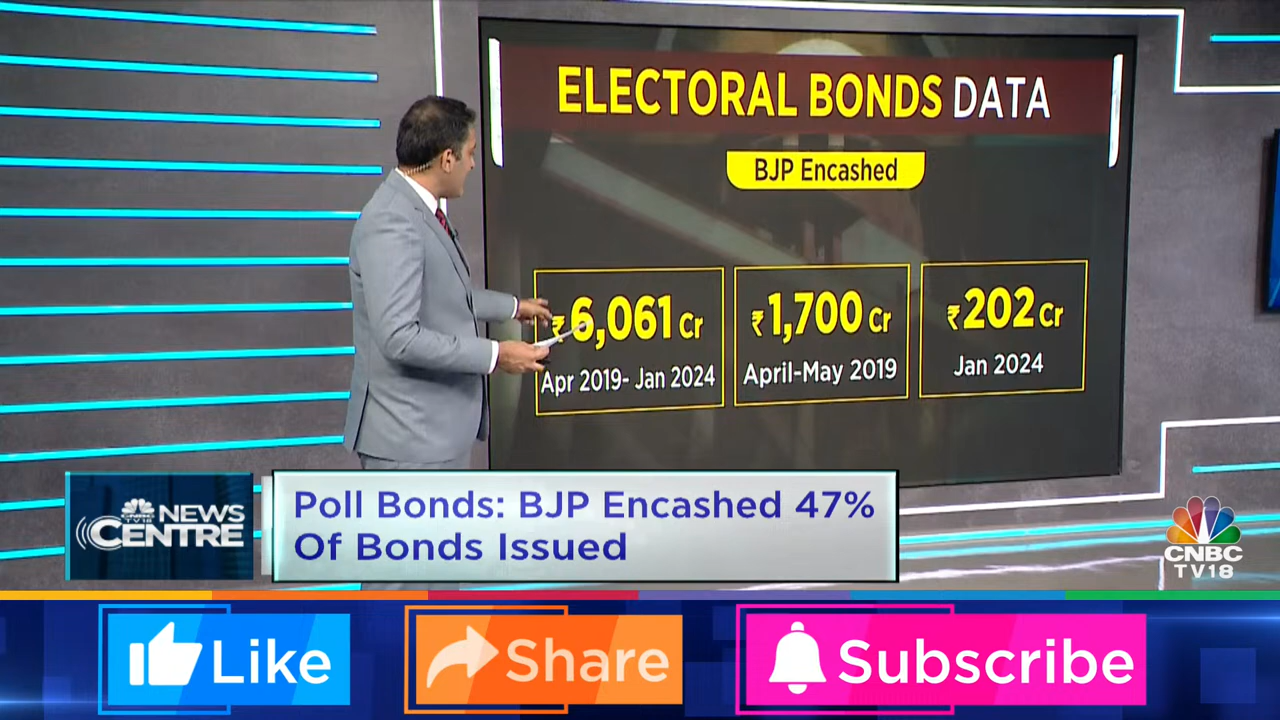 ELECTORAL BONDS DATA
BJP Encashed
₹6,061 Cr
Apr 2019- Jan 2024
₹1,700 Cr
April-May 2019
₹202 Cr
Jan 2024
CNBC TV18 NEWS
CENTRE
Poll Bonds: BJP Encashed 47%
Of Bonds Issued
CNBC
TV18
Like
Share
Subscribe